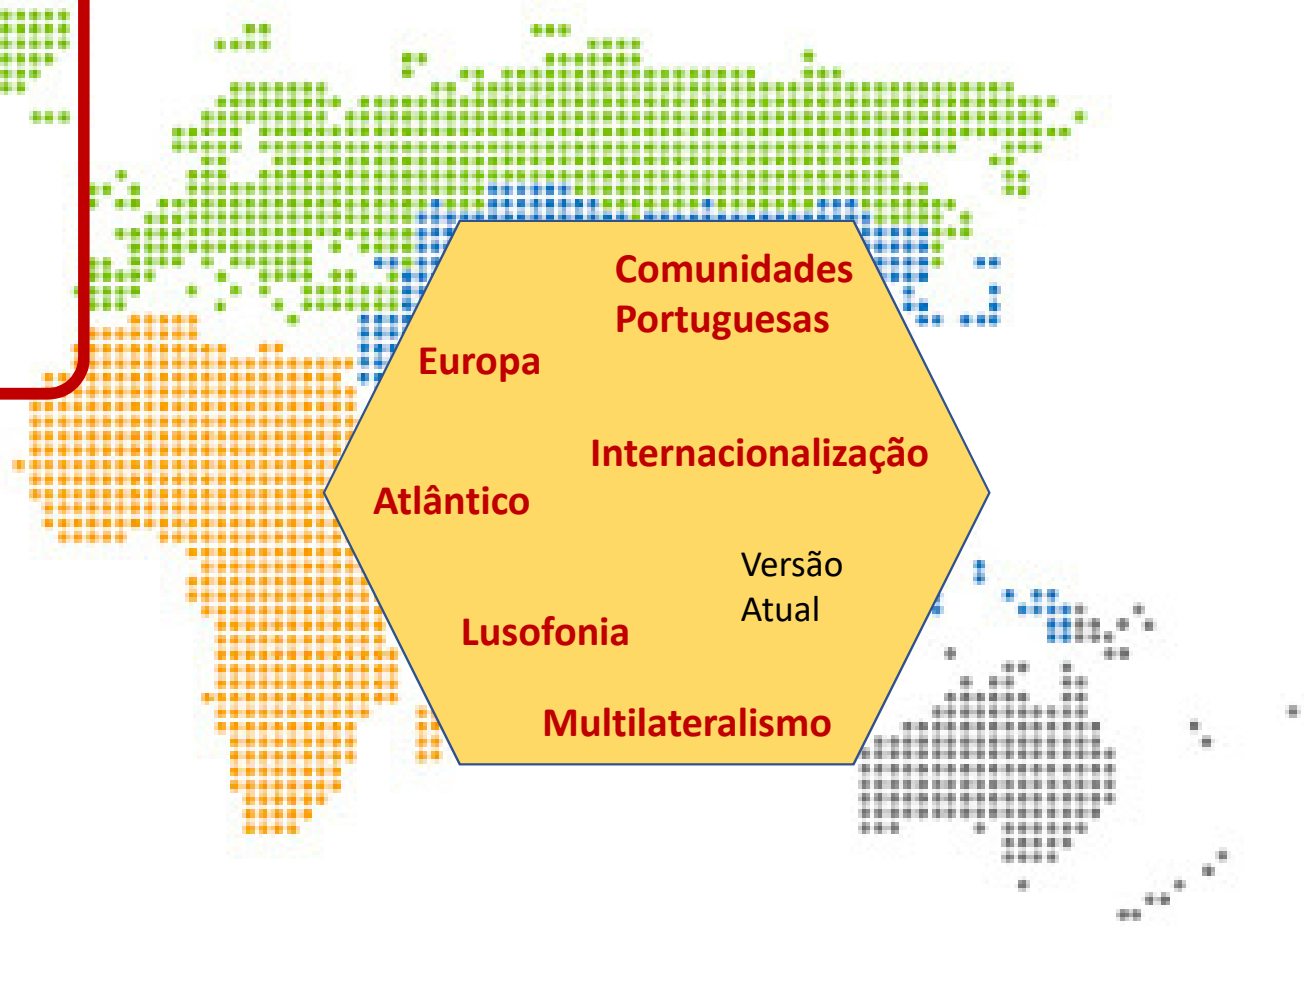 Comunidades
Portuguesas
Europa
Internacionalização
Atlântico
Versão
Atual
Lusofonia
Multilateralismo